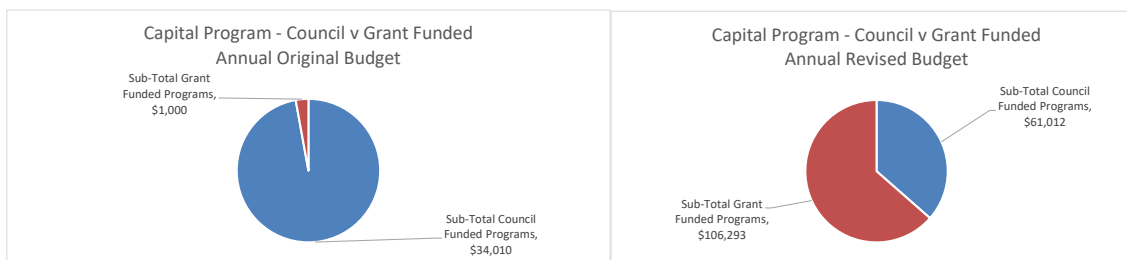 Capital Program - Council v Grant Funded
Annual Original Budget
Sub-Total Grant
Funded Programs,
$1,000
Sub-Total Council
Funded Programs,
$34,010
Capital Program - Council v Grant Funded
Annual Revised Budget
Sub-Total Council
Funded Programs,
$61,012
Sub-Total Grant
Funded Programs,
$106,293